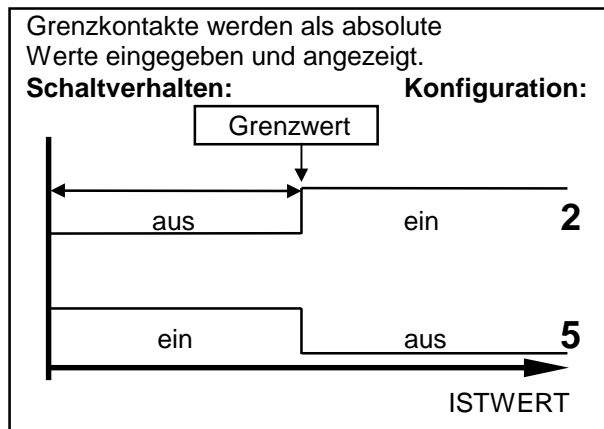 Grenzkontakte werden als absolute
Werte eingegeben und angezeigt.
Schaltverhalten: Konfiguration:
Grenzwert
aus ein 2
ein aus 5
ISTWERT